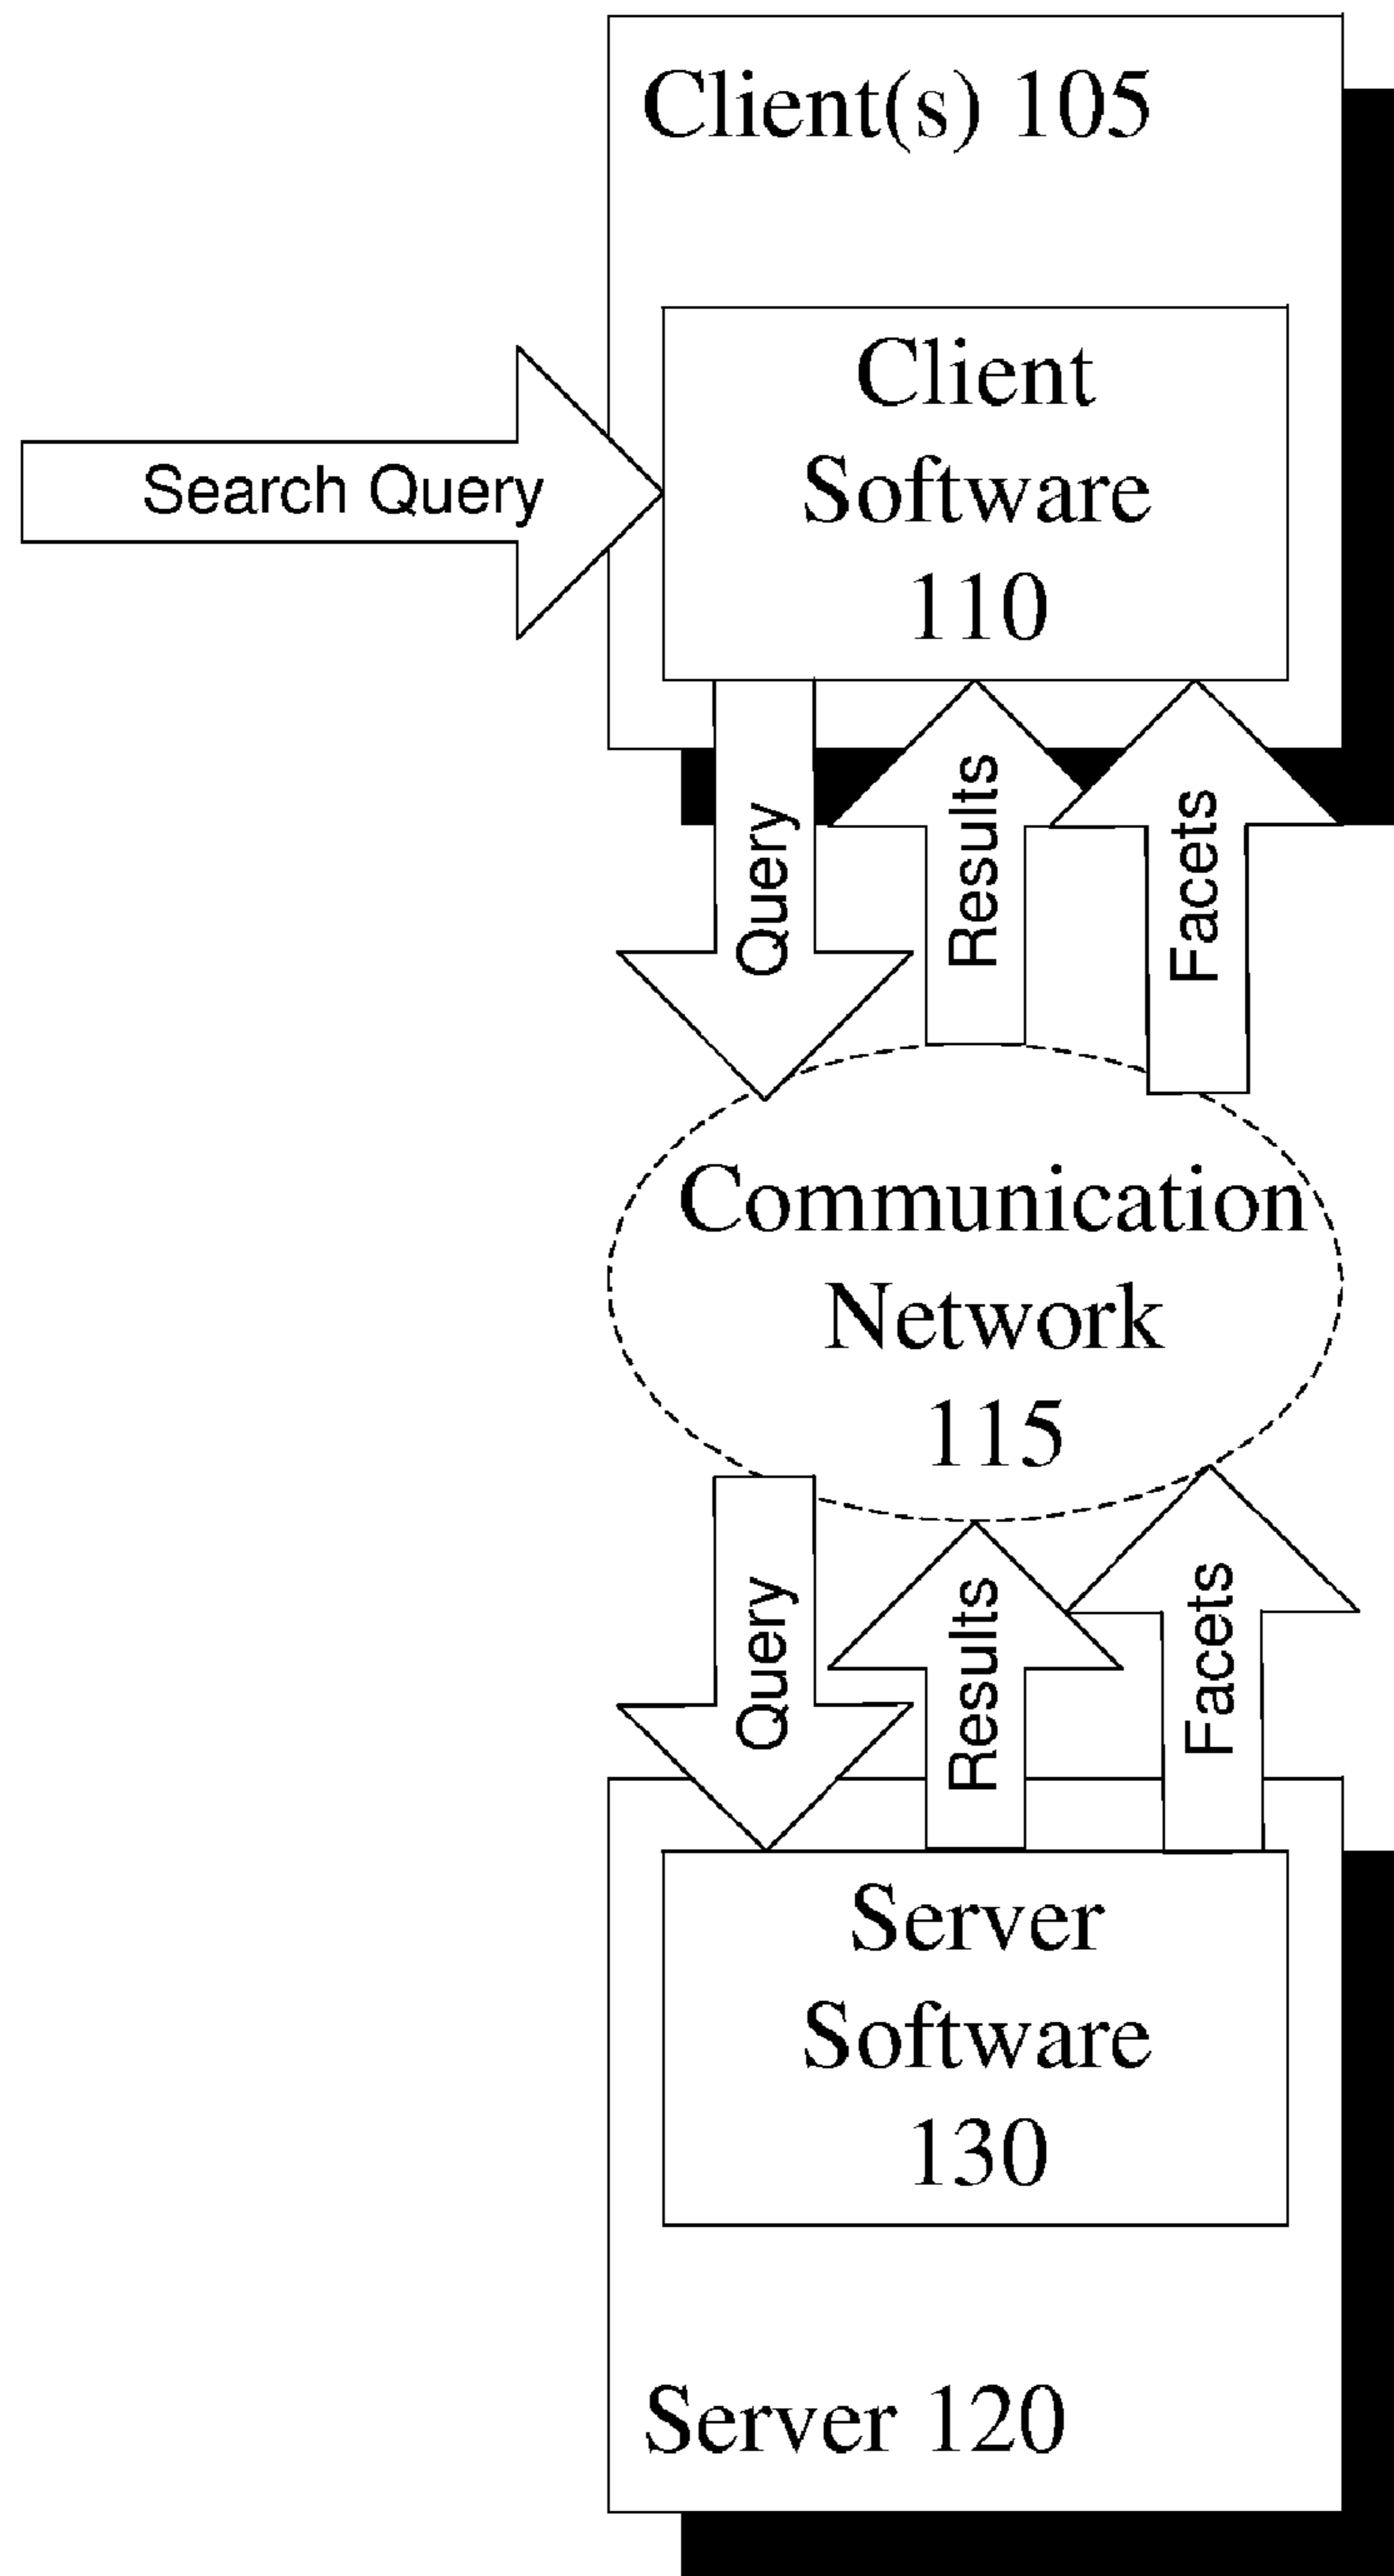 Client(s) 105
Client
Software
110
Search Query
Query
Results
Facets
Communication
Network
115
Query
Results
Facets
Server
Software
130
Server 120